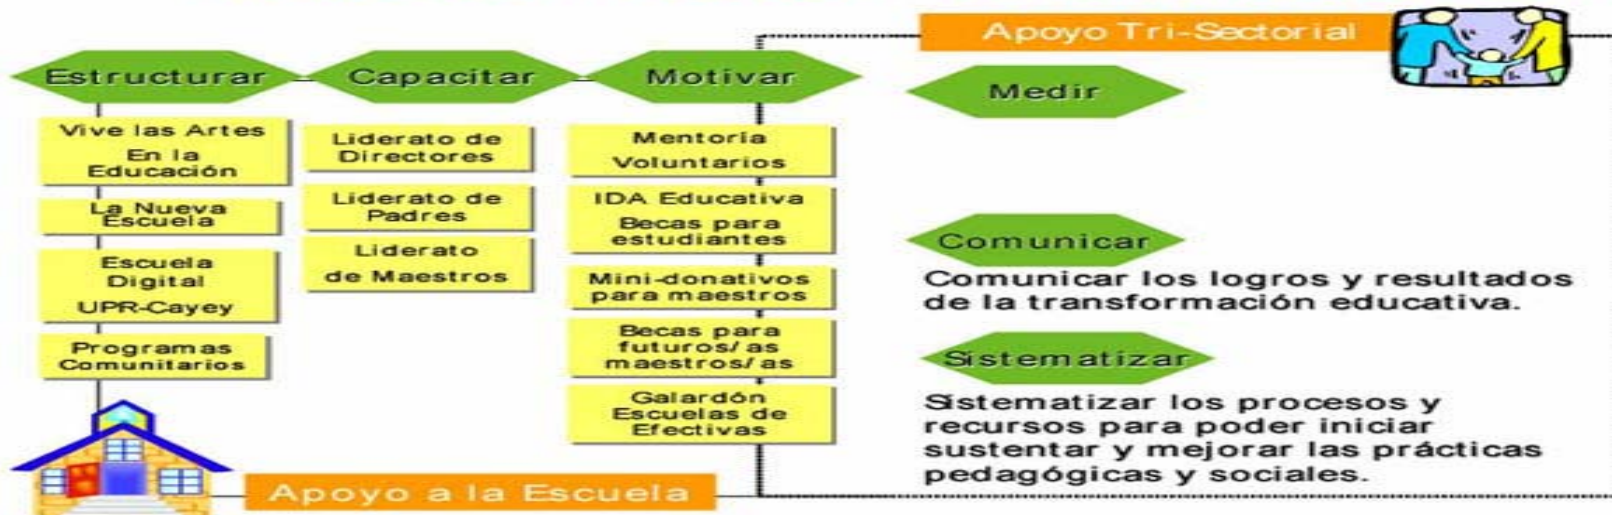 Apoyo Tri-Sectorial
Estructurar
Capacitar
Motivar
Medir
Vive las Artes
En la
Educación
La Nueva
Escuela
Escuela
Digital
UPR-Cayey
Programas
Comunitarios
Liderato de
Directores
Liderato de
Padres
Liderato
de Maestros
Mentoría
Voluntarios
IDA Educativa
Becas para
estudiantes
Mini-donativos
para maestros
Becas para
futuros/as
maestros/as
Galardón
Escuelas de
Efectivas
Comunicar
Comunicar los logros y resultados
de la transformación educativa.
Sistematizar
Sistematizar los procesos y
recursos para poder iniciar
sustentar y mejorar las prácticas
pedagógicas y sociales.
Apoyo a la Escuela